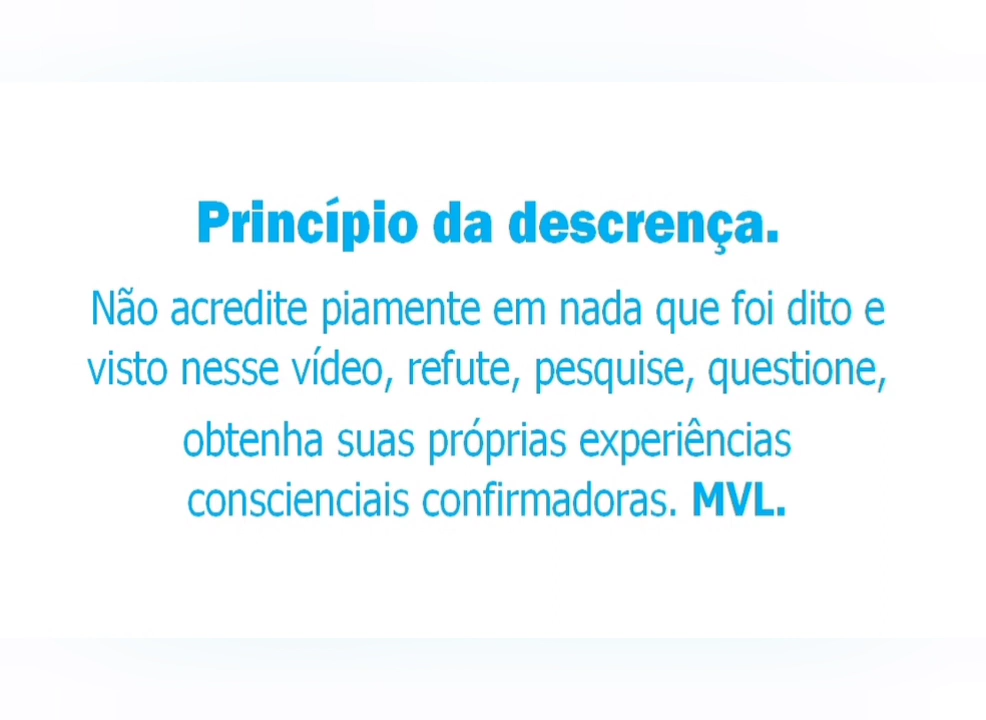 Princípio da descrença.
Não acredite piamente em nada que foi dito e
visto nesse vídeo, refute, pesquise, questione,
obtenha suas próprias experiências
conscienciais confirmadoras. MVL.